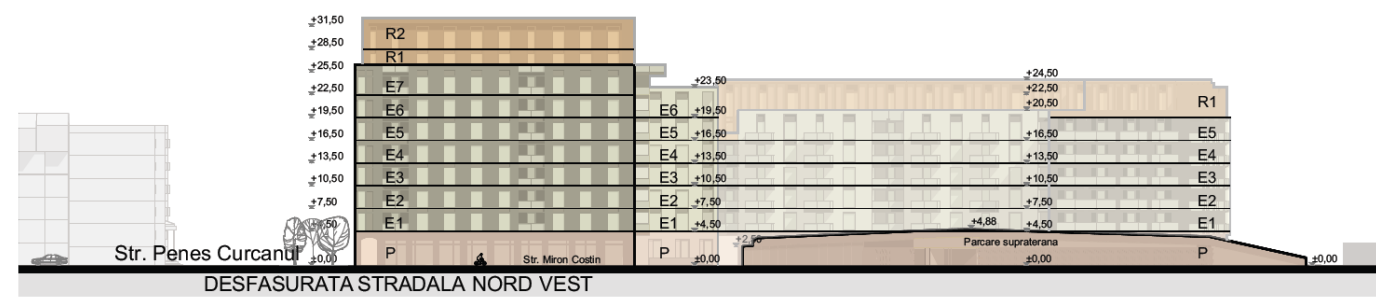 +31,50
R2
+28,50
R1
+25,50
+24,50
+23,50
+22,50
E7
+22,50
+20,50
R1
+19,50
E6
E6
+19,50
+16,50
E5
E5
+16,50
+16,50
E5
+13,50
E4
E4
+13,50
+13,50
E4
+10,50
E3
E3
+10,50
+10,50
E3
+7,50
E2
E2
+7,50
+7,50
E2
E1
E1
+4,50
+4,88
+4,50
E1
+2,50
Parcare supraterana
Str. Penes Curcanul
+0,00
P
Str. Miron Costin
P
+0,00
+0,00
P
+0,00
DESFASURATA STRADALA NORD VEST